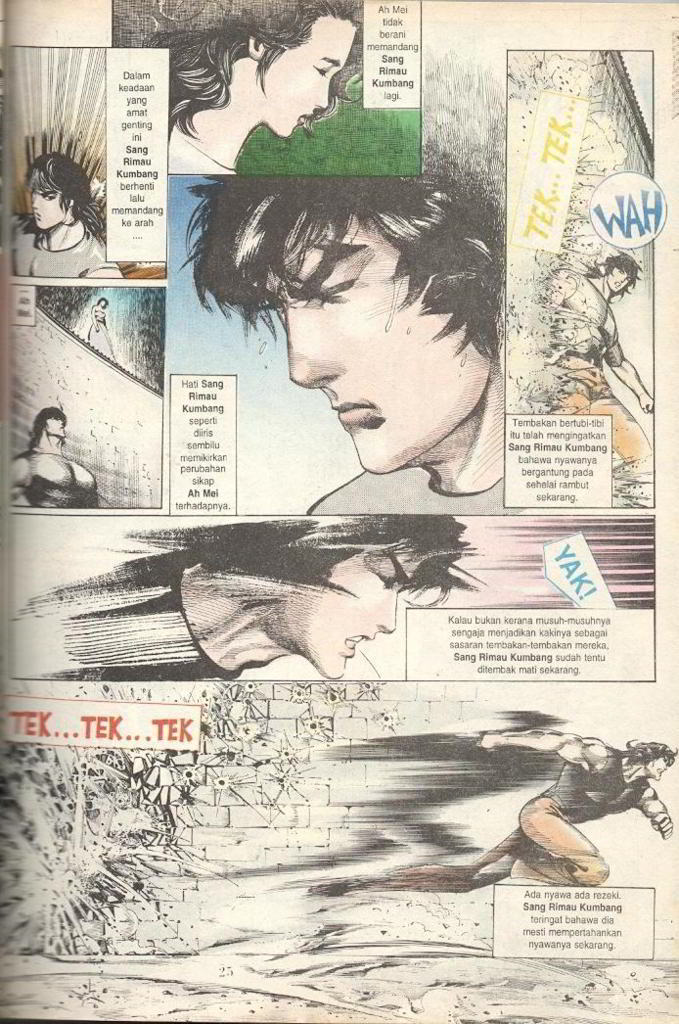 Dalam
keadaan
yang
amat
genting
ini
Sang
Rimau
Kumbang
berhenti
lalu
memandang
ke arah
....
Ah Mei
tidak
berani
memandang
Sang
Rimau
Kumbang
lagi.
TEK... TEK...
WAH
Ah
Mei.
Hati Sang
Rimau
Kumbang
seperti
diiris
sembilu
memikirkan
perubahan
sikap
Ah Mei
terhadapnya.
Tembakan bertubi-tibi
itu telah mengingatkan
Sang Rimau Kumbang
bahawa nyawanya
bergantung pada
sehelai rambut
sekarang.
YAK!
Kalau bukan kerana musuh-musuhnya
sengaja menjadikan kakinya sebagai
sasaran tembakan-tembakan mereka,
Sang Rimau Kumbang sudah tentu
ditembak mati sekarang.
TEK...TEK...TEK
Ada nyawa ada rezeki.
Sang Rimau Kumbang
teringat bahawa dia
mesti mempertahankan
nyawanya sekarang.
25